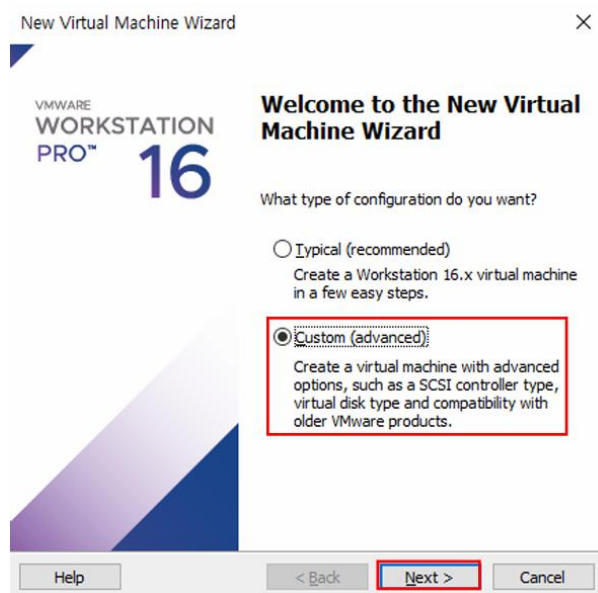 New Virtual Machine Wizard
VMWARE
WORKSTATION
PRO™ 16
Welcome to the New Virtual
Machine Wizard
What type of configuration do you want?
Typical (recommended)
Create a Workstation 16.x virtual machine
in a few easy steps.
Custom (advanced)
Create a virtual machine with advanced
options, such as a SCSI controller type,
virtual disk type and compatibility with
older VMware products.
Help
< Back
Next >
Cancel